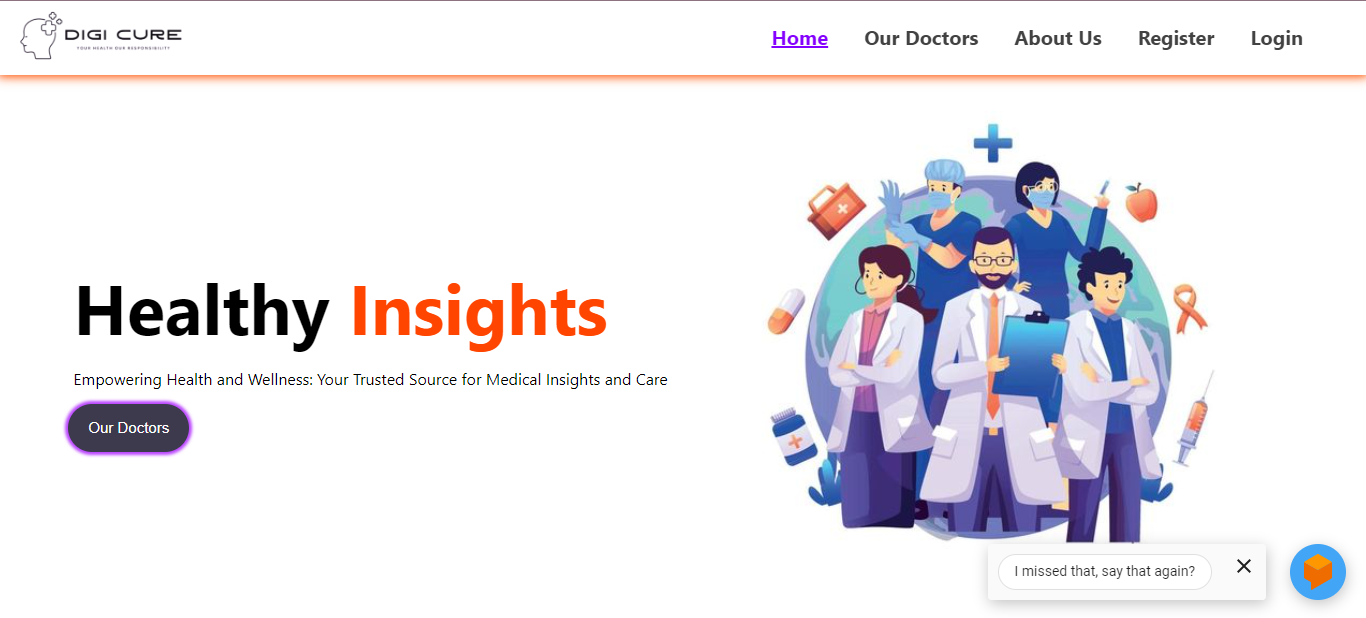 DIGI CURE
YOUR HEALTH OUR RESPONSIBILITY
Home Our Doctors About Us Register Login
Healthy Insights
Empowering Health and Wellness: Your Trusted Source for Medical Insights and Care
Our Doctors
I missed that, say that again?